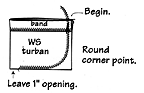 Begin.
band
WS
turban
Round
corner point.
Leave 1" opening.